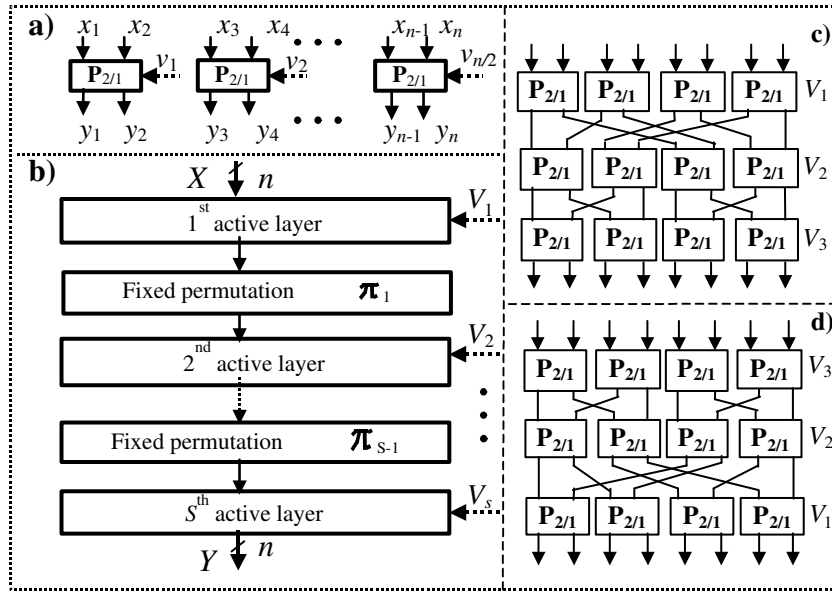 a)
x1 x2 x3 x4 xn-1 xn
P2/1 v1 P2/1 v2 P2/1 vn/2
y1 y2 y3 y4 yn-1 yn
b)
X n
1st active layer V1
Fixed permutation π1
2nd active layer V2
Fixed permutation πS-1
Sth active layer Vs
Y n
c)
P2/1 P2/1 P2/1 P2/1 V1
P2/1 P2/1 P2/1 P2/1 V2
P2/1 P2/1 P2/1 P2/1 V3
d)
P2/1 P2/1 P2/1 P2/1 V3
P2/1 P2/1 P2/1 P2/1 V2
P2/1 P2/1 P2/1 P2/1 V1